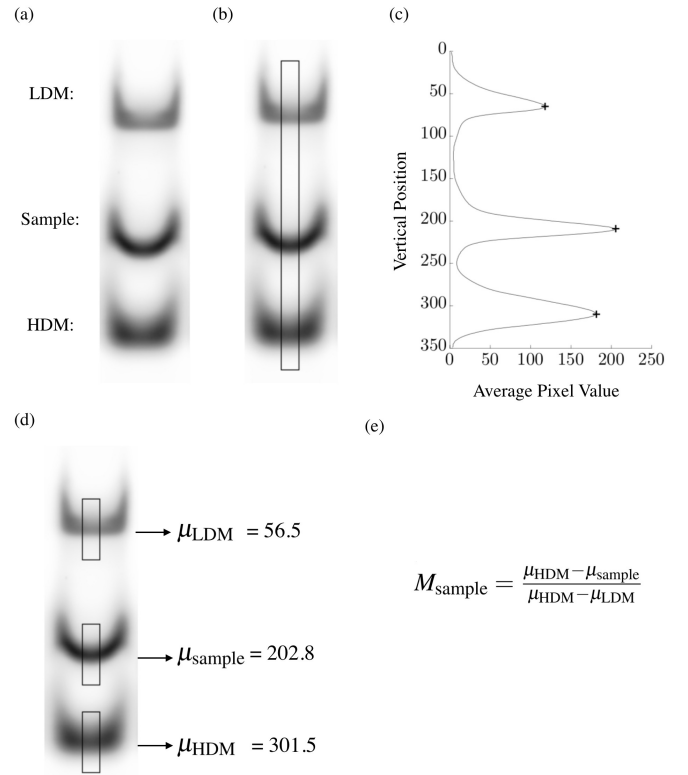 (a)
(b)
(c)
LDM:
Sample:
HDM:
0
50
100
150
200
250
300
350
Vertical Position
0 50 100 150 200 250
Average Pixel Value
(d)
(e)
μLDM = 56.5
μsample = 202.8
μHDM = 301.5
Msample = (μHDM−μsample)/(μHDM−μLDM)